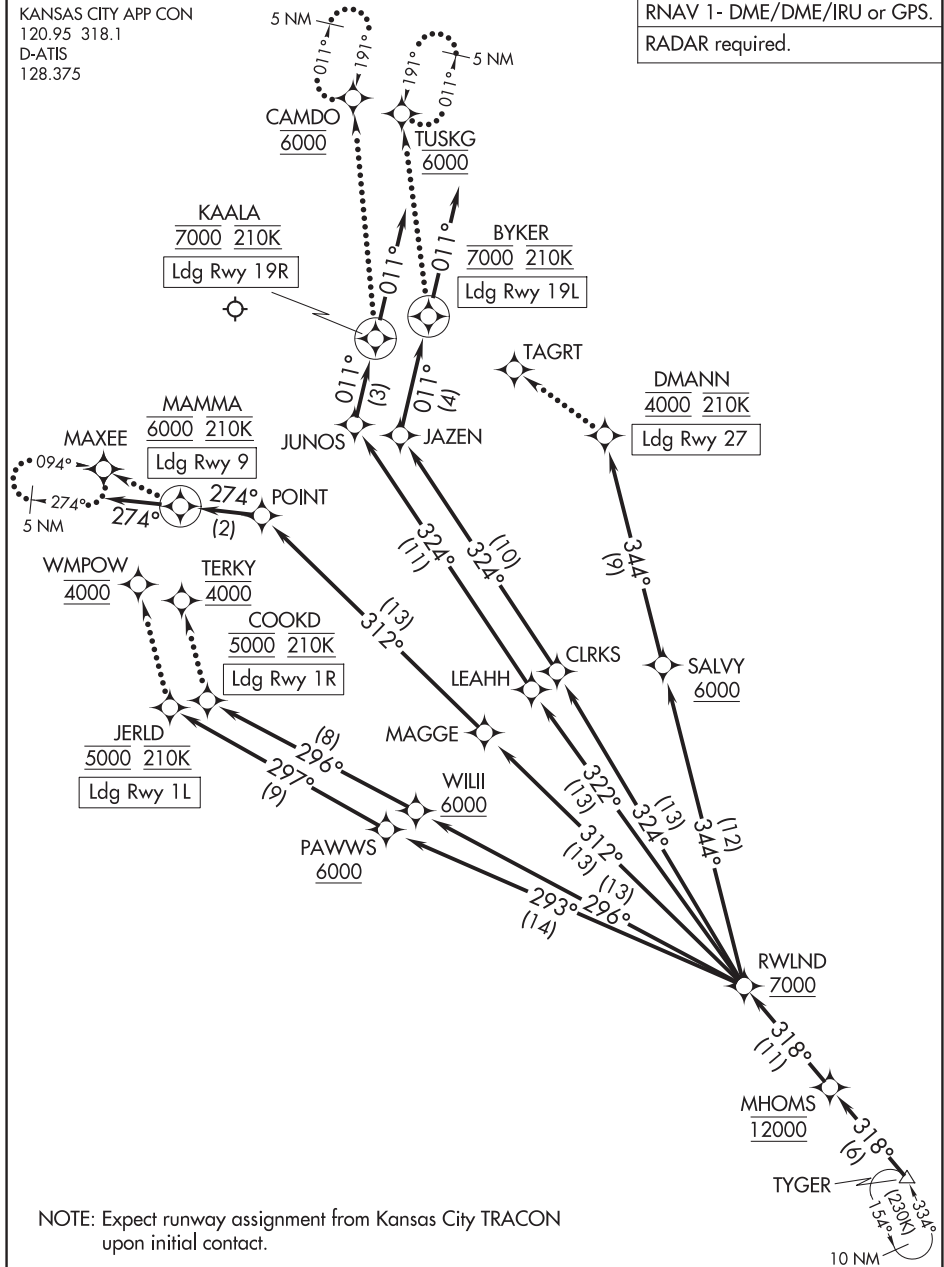 KANSAS CITY APP CON
120.95 318.1
D-ATIS
128.375
RNAV 1- DME/DME/IRU or GPS.
RADAR required.
5 NM
011°
191°
CAMDO
6000
191°
011°
5 NM
TUSKG
6000
KAALA
7000 210K
Ldg Rwy 19R
011°
011°
BYKER
7000 210K
Ldg Rwy 19L
011°
(3)
011°
(4)
JUNOS
JAZEN
TAGRT
DMANN
4000 210K
Ldg Rwy 27
MAMMA
6000 210K
Ldg Rwy 9
MAXEE
094°
274°
5 NM
274°
274°
(2)
POINT
WMPOW
4000
TERKY
4000
COOKD
5000 210K
Ldg Rwy 1R
(13)
312°
324°
(11)
(10)
324°
344°
(9)
LEAHH
CLRKS
SALVY
6000
MAGGE
JERLD
5000 210K
Ldg Rwy 1L
(8)
296°
297°
(9)
WILII
6000
PAWWS
6000
322°
(13)
(13)
324°
(12)
344°
312°
(13)
(13)
296°
293°
(14)
RWLND
7000
318°
(11)
MHOMS
12000
318°
(6)
TYGER
(230K)
154°
334°
10 NM
NOTE: Expect runway assignment from Kansas City TRACON
upon initial contact.